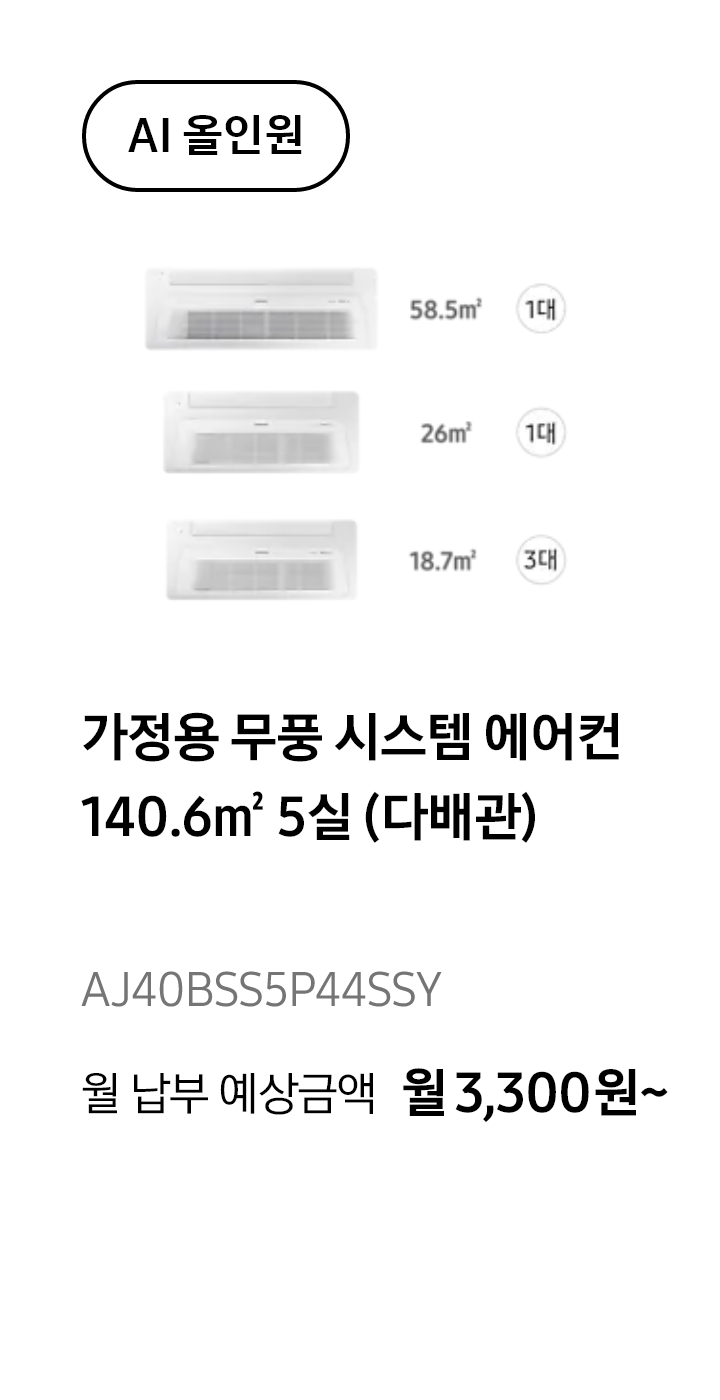 AI 올인원
58.5㎡ 1대
26㎡ 1대
18.7㎡ 3대
가정용 무풍 시스템 에어컨
140.6㎡ 5실 (다배관)
AJ40BSS5P44SSY
월 납부 예상금액 월 3,300원~